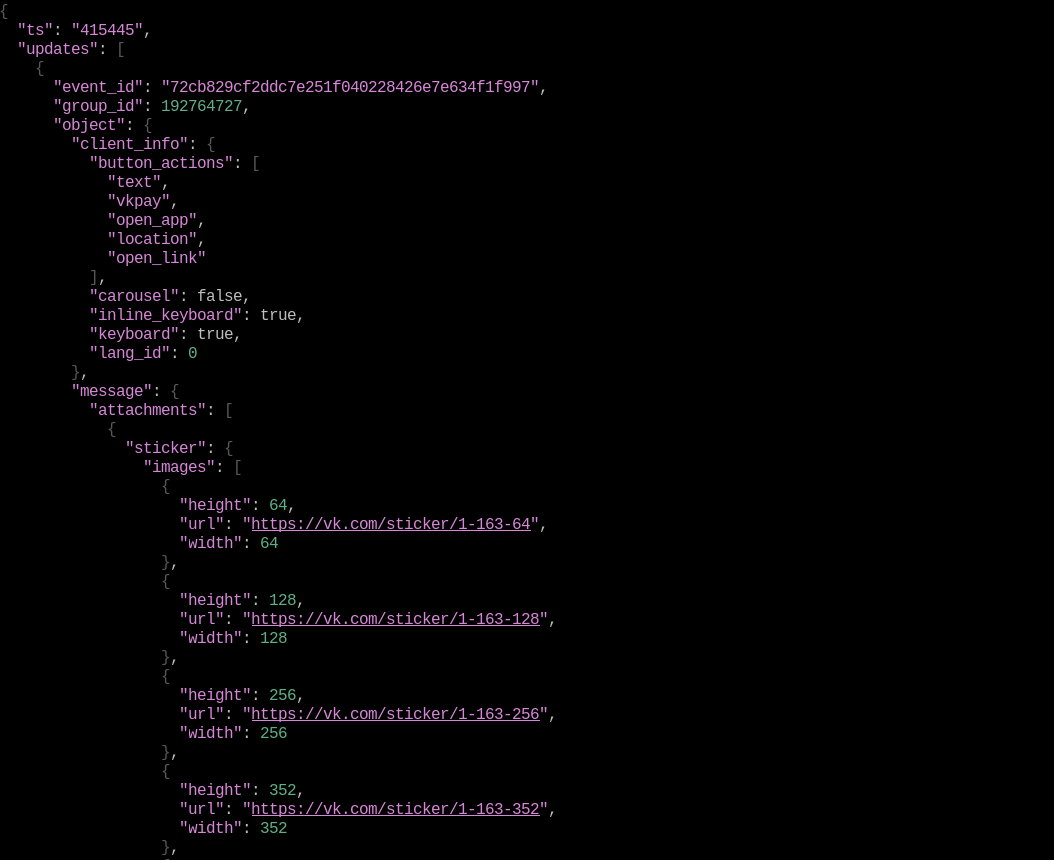 {
  "ts": "415445",
  "updates": [
    {
      "event_id": "72cb829cf2ddc7e251f040228426e7e634f1f997",
      "group_id": 192764727,
      "object": {
        "client_info": {
          "button_actions": [
            "text",
            "vkpay",
            "open_app",
            "location",
            "open_link"
          ],
          "carousel": false,
          "inline_keyboard": true,
          "keyboard": true,
          "lang_id": 0
        },
        "message": {
          "attachments": [
            {
              "sticker": {
                "images": [
                  {
                    "height": 64,
                    "url": "https://vk.com/sticker/1-163-64",
                    "width": 64
                  },
                  {
                    "height": 128,
                    "url": "https://vk.com/sticker/1-163-128",
                    "width": 128
                  },
                  {
                    "height": 256,
                    "url": "https://vk.com/sticker/1-163-256",
                    "width": 256
                  },
                  {
                    "height": 352,
                    "url": "https://vk.com/sticker/1-163-352",
                    "width": 352
                  },